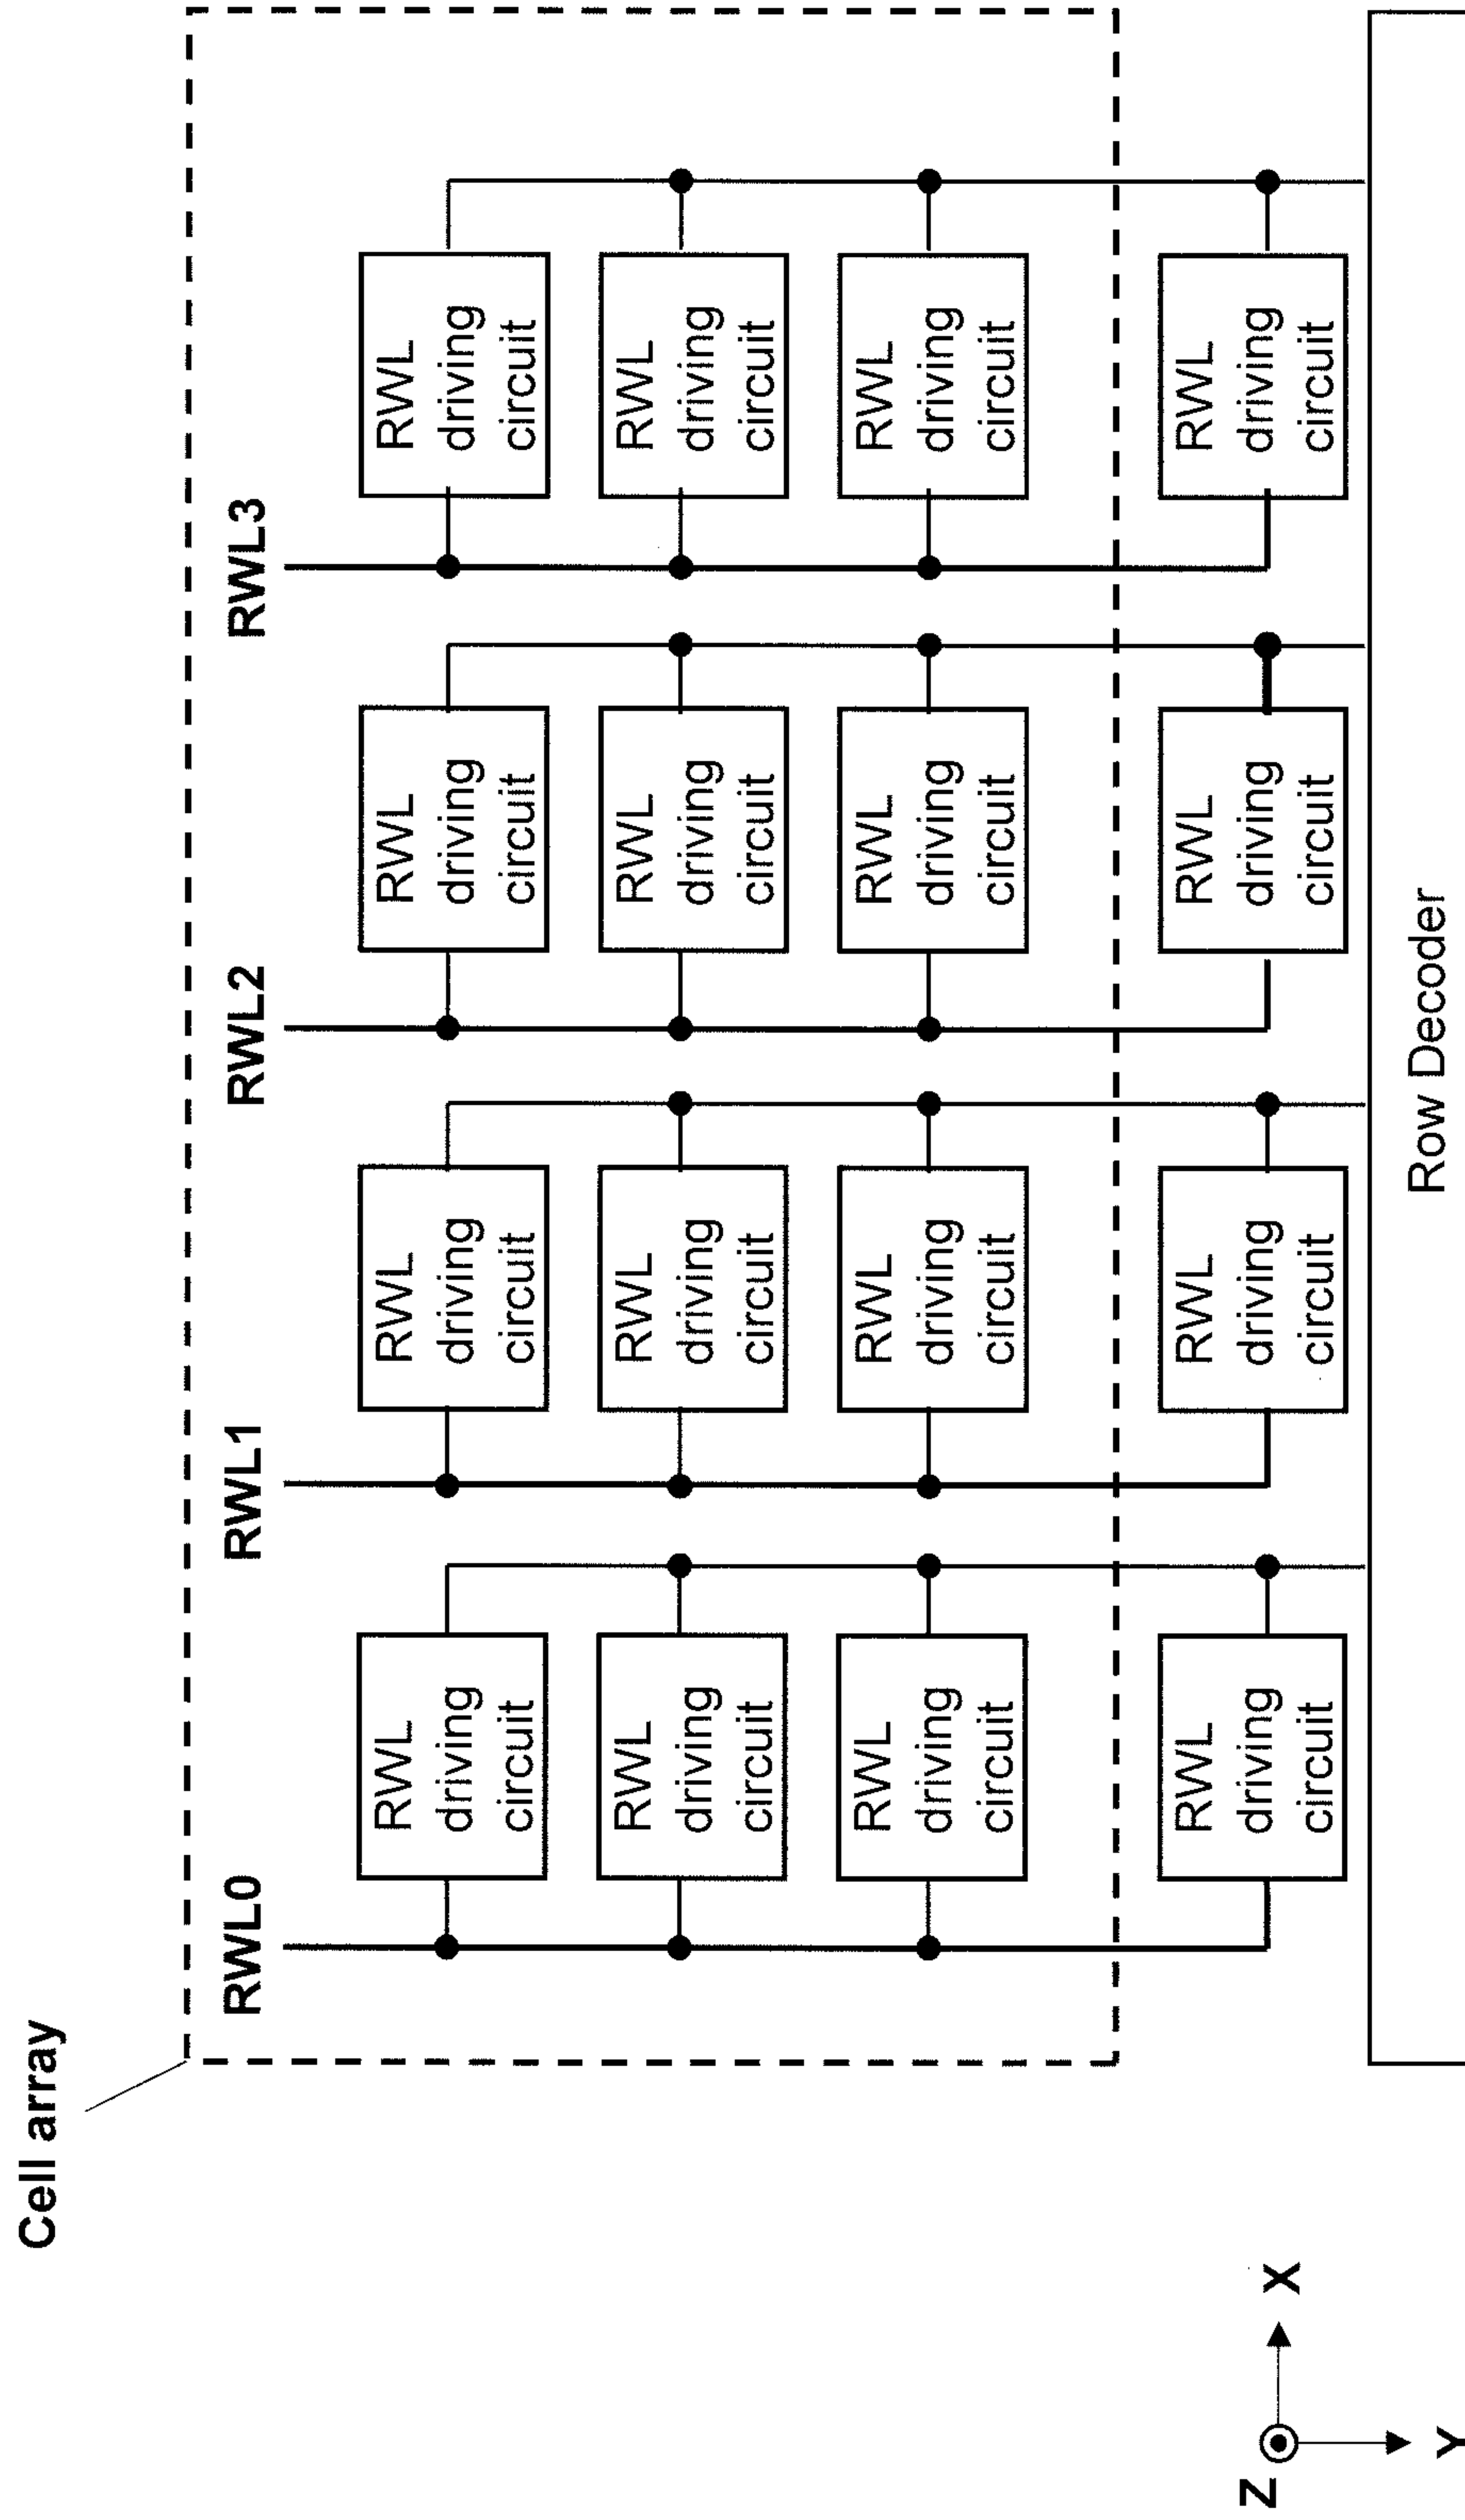 Cell array
RWL0
RWL1
RWL2
RWL3
RWL
driving
circuit
RWL
driving
circuit
RWL
driving
circuit
RWL
driving
circuit
RWL
driving
circuit
RWL
driving
circuit
RWL
driving
circuit
RWL
driving
circuit
RWL
driving
circuit
RWL
driving
circuit
RWL
driving
circuit
RWL
driving
circuit
RWL
driving
circuit
RWL
driving
circuit
RWL
driving
circuit
RWL
driving
circuit
Row Decoder
Z
X
Y